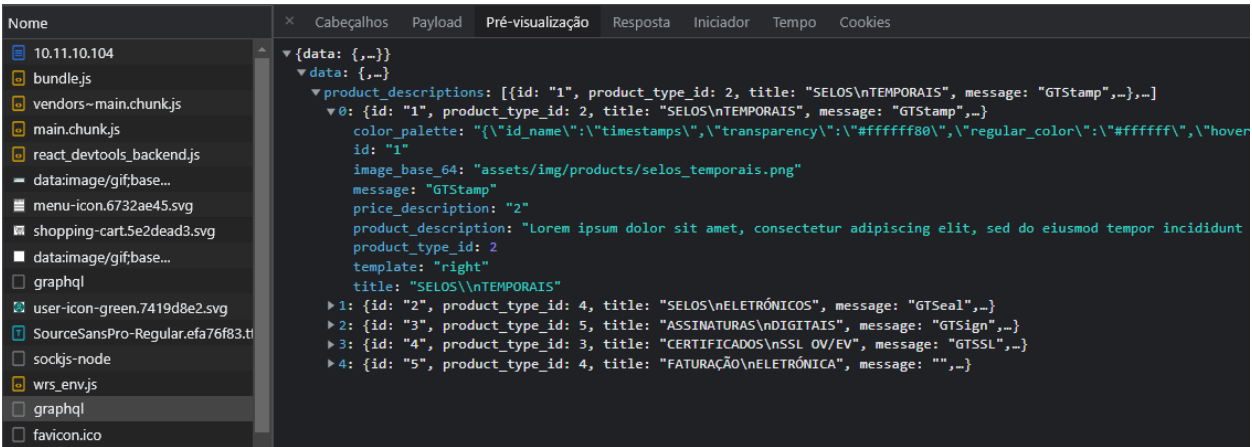 Nome
10.11.10.104
bundle.js
vendors~main.chunk.js
main.chunk.js
react_devtools_backend.js
data:image/gif;base...
menu-icon.6732ae45.svg
shopping-cart.5e2dead3.svg
data:image/gif;base...
graphql
user-icon-green.7419d8e2.svg
SourceSansPro-Regular.efa76f83.tt
sockjs-node
wrs_env.js
graphql
favicon.ico
× Cabeçalhos Payload Pré-visualização Resposta Iniciador Tempo Cookies
▼{data: {,…}}
▼data: {,…}
▼product_descriptions: [{id: "1", product_type_id: 2, title: "SELOS\nTEMPORAIS", message: "GTStamp",…},…]
▼0: {id: "1", product_type_id: 2, title: "SELOS\nTEMPORAIS", message: "GTStamp",…}
color_palette: "{\"id_name\":\"timestamps\",\"transparency\":\"#ffffff80\",\"regular_color\":\"#ffffff\",\"hover
id: "1"
image_base_64: "assets/img/products/selos_temporais.png"
message: "GTStamp"
price_description: "2"
product_description: "Lorem ipsum dolor sit amet, consectetur adipiscing elit, sed do eiusmod tempor incididunt
product_type_id: 2
template: "right"
title: "SELOS\\nTEMPORAIS"
▶1: {id: "2", product_type_id: 4, title: "SELOS\nELETRÓNICOS", message: "GTSeal",…}
▶2: {id: "3", product_type_id: 5, title: "ASSINATURAS\nDIGITAIS", message: "GTSign",…}
▶3: {id: "4", product_type_id: 3, title: "CERTIFICADOS\nSSL OV/EV", message: "GTSSL",…}
▶4: {id: "5", product_type_id: 4, title: "FATURAÇÃO\nELETRÓNICA", message: "",…}